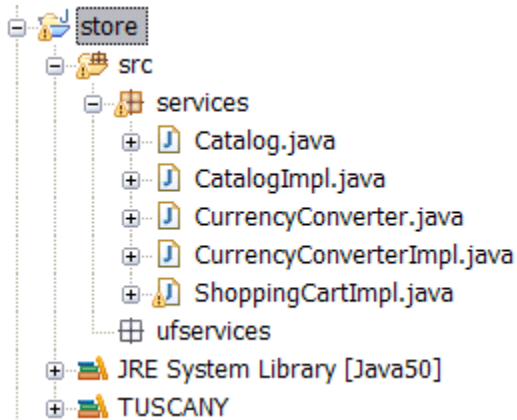 store
src
services
Catalog.java
CatalogImpl.java
CurrencyConverter.java
CurrencyConverterImpl.java
ShoppingCartImpl.java
ufservices
JRE System Library [Java50]
TUSCANY